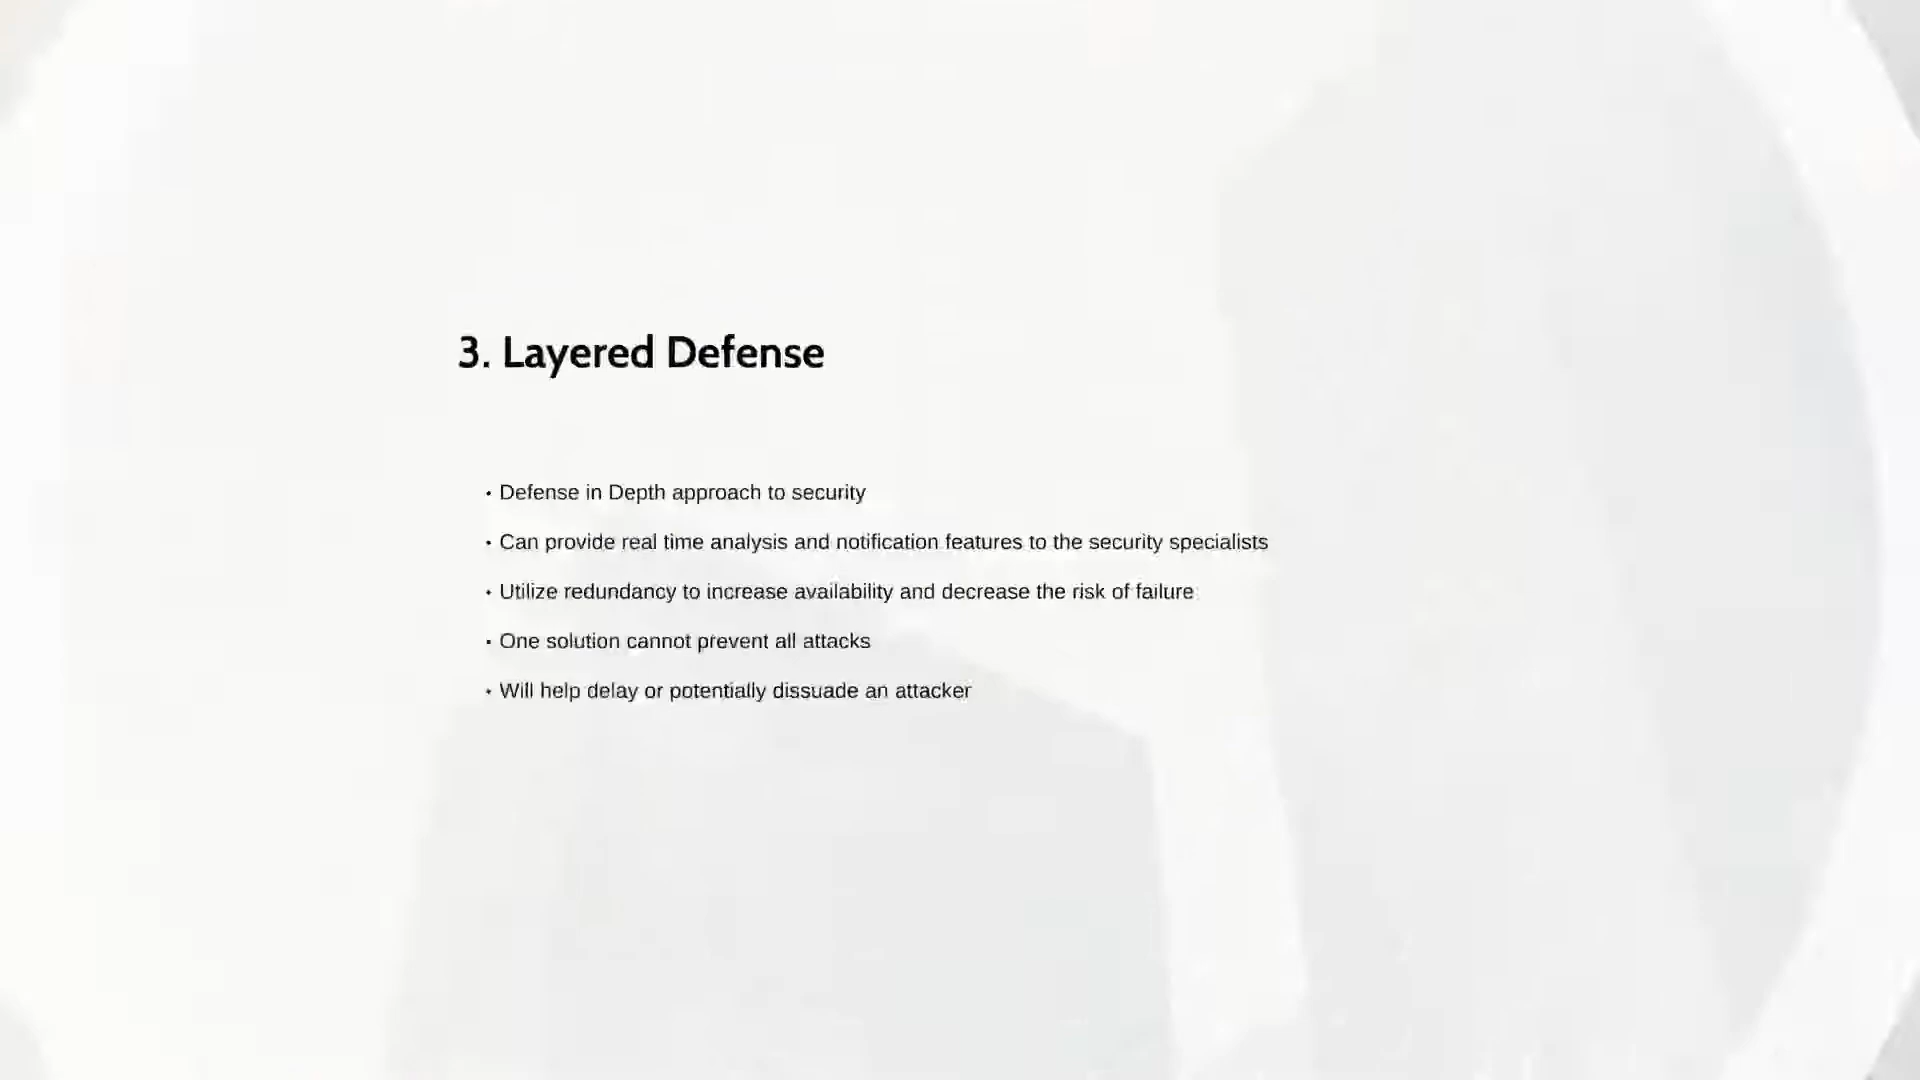 3. Layered Defense
• Defense in Depth approach to security
• Can provide real time analysis and notification features to the security specialists
• Utilize redundancy to increase availability and decrease the risk of failure
• One solution cannot prevent all attacks
• Will help delay or potentially dissuade an attacker